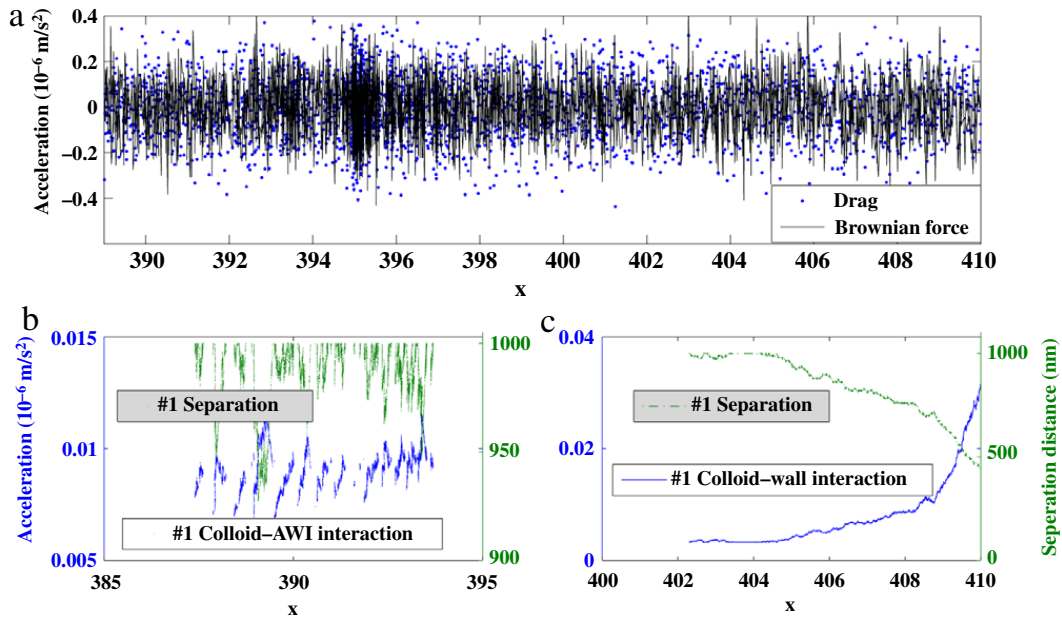 a
Acceleration (10⁻⁶ m/s²)
0.4
0.2
0
−0.2
−0.4
Drag
Brownian force
390 392 394 396 398 400 402 404 406 408 410
x
b
Acceleration (10⁻⁶ m/s²)
0.015
0.01
0.005
1000
950
900
#1 Separation
#1 Colloid–AWI interaction
385 390 395
x
c
0.04
0.02
0
1000
500
0
Seperation distance (nm)
#1 Separation
#1 Colloid–wall interaction
400 402 404 406 408 410
x